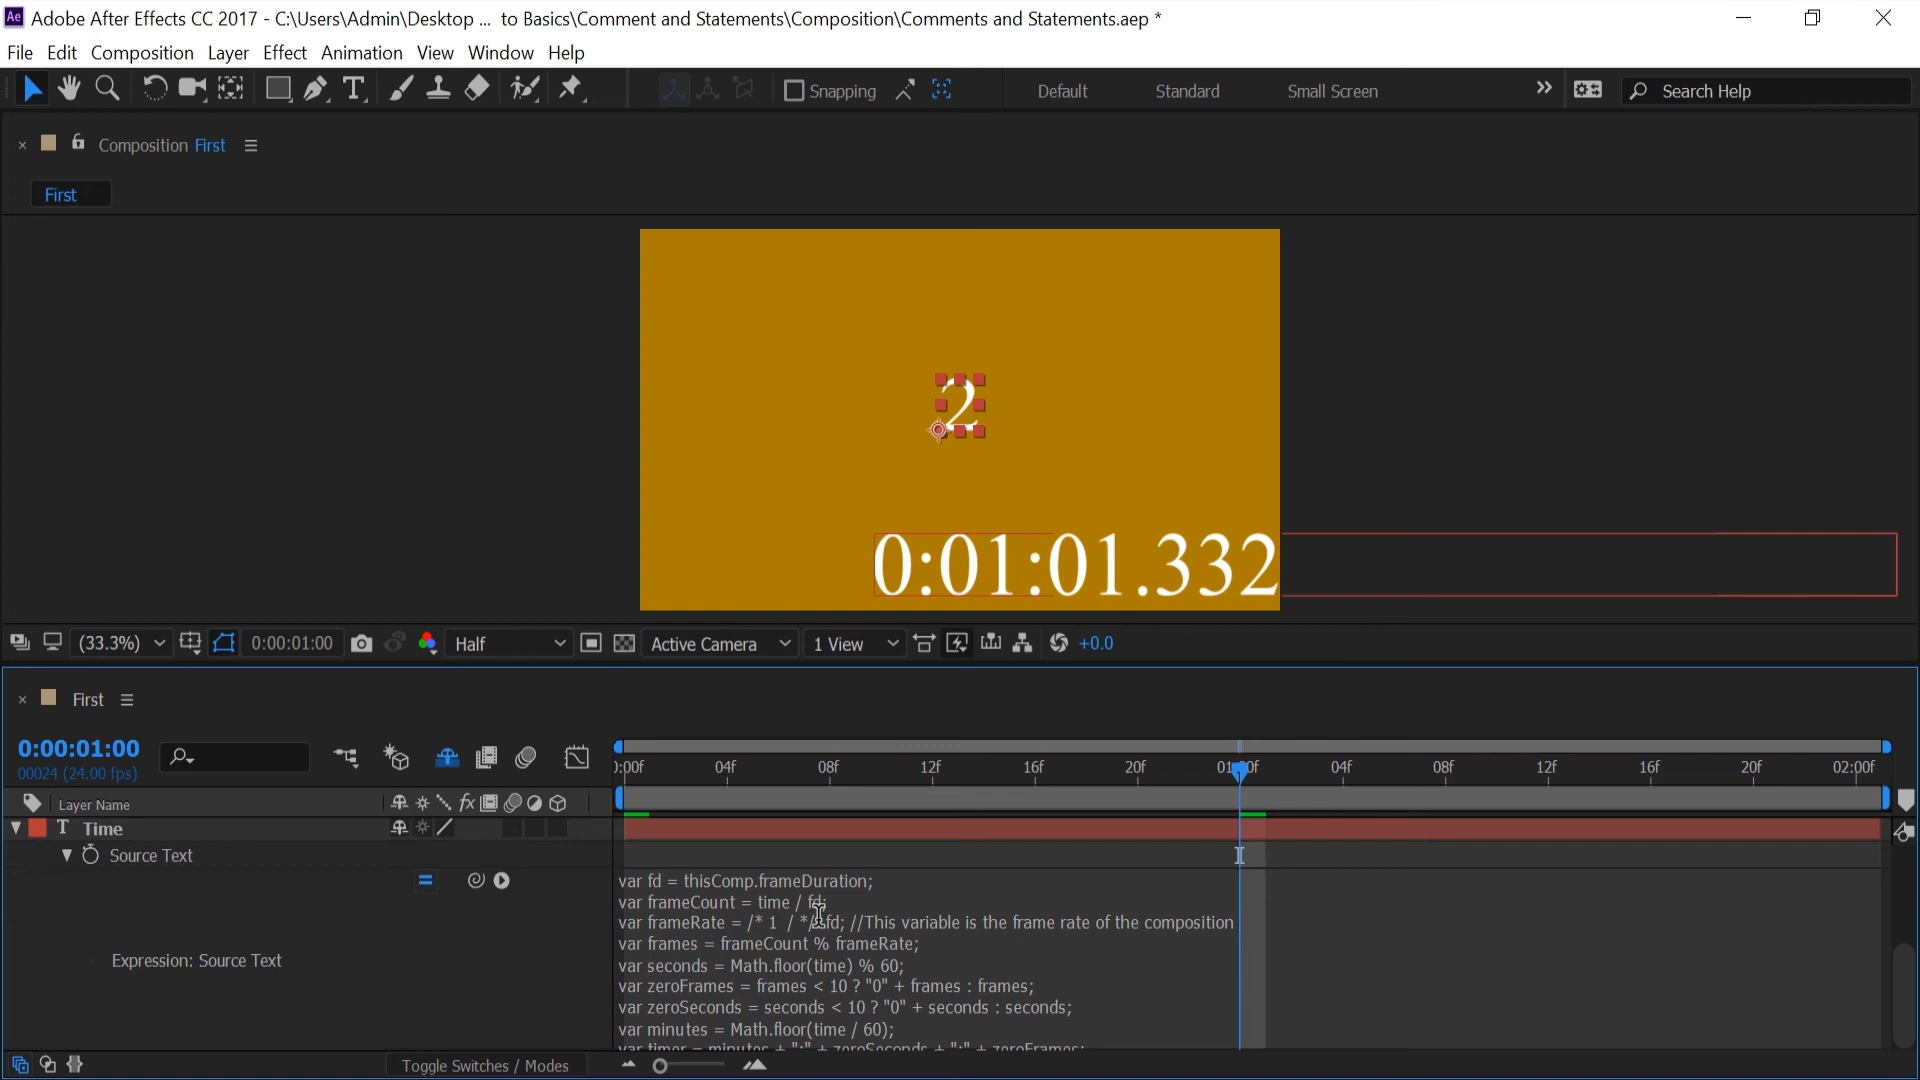 Adobe After Effects CC 2017 - C:\Users\Admin\Desktop ... to Basics\Comment and Statements\Composition\Comments and Statements.aep *
File Edit Composition Layer Effect Animation View Window Help
Snapping Default Standard Small Screen Search Help
Composition First
First
2
0:01:01.332
(33.3%) 0:00:01:00 Half Active Camera 1 View +0.0
First
0:00:01:00
00024 (24.00 fps)
):00f 04f 08f 12f 16f 20f 01:00f 04f 08f 12f 16f 20f 02:00f
Layer Name
T Time
Source Text
var fd = thisComp.frameDuration;
var frameCount = time / fd;
var frameRate = /* 1 / */ fd; //This variable is the frame rate of the composition
var frames = frameCount % frameRate;
Expression: Source Text
var seconds = Math.floor(time) % 60;
var zeroFrames = frames < 10 ? "0" + frames : frames;
var zeroSeconds = seconds < 10 ? "0" + seconds : seconds;
var minutes = Math.floor(time / 60);
var timer = minutes + ":" + zeroSeconds + ":" + zeroFrames;
Toggle Switches / Modes